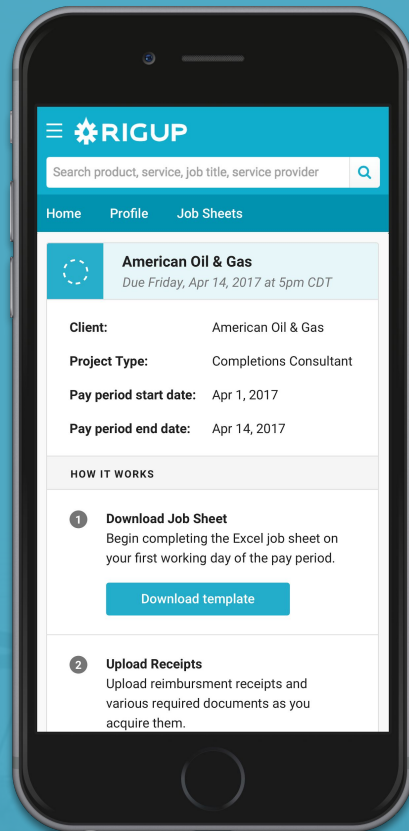 RIGUP
Search product, service, job title, service provider
Home Profile Job Sheets
American Oil & Gas
Due Friday, Apr 14, 2017 at 5pm CDT
Client: American Oil & Gas
Project Type: Completions Consultant
Pay period start date: Apr 1, 2017
Pay period end date: Apr 14, 2017
HOW IT WORKS
1 Download Job Sheet
Begin completing the Excel job sheet on
your first working day of the pay period.
Download template
2 Upload Receipts
Upload reimbursment receipts and
various required documents as you
acquire them.